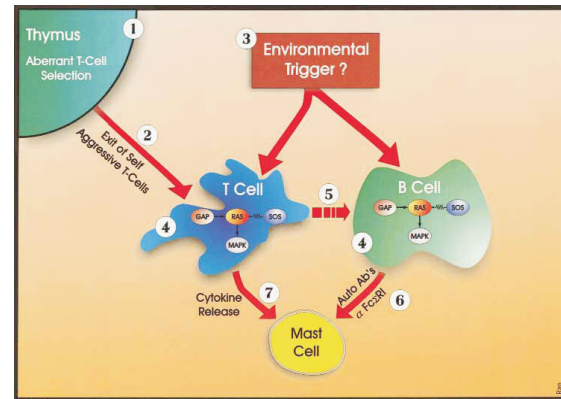 1
Thymus
Aberrant T-Cell
Selection
3
Environmental
Trigger ?
2
Exit of Self
Aggressive T-Cells
T Cell
GAP
RAS
SOS
MAPK
4
5
B Cell
GAP
RAS
SOS
MAPK
4
7
Cytokine
Release
Auto Ab's
α FcΣRI
6
Mast
Cell